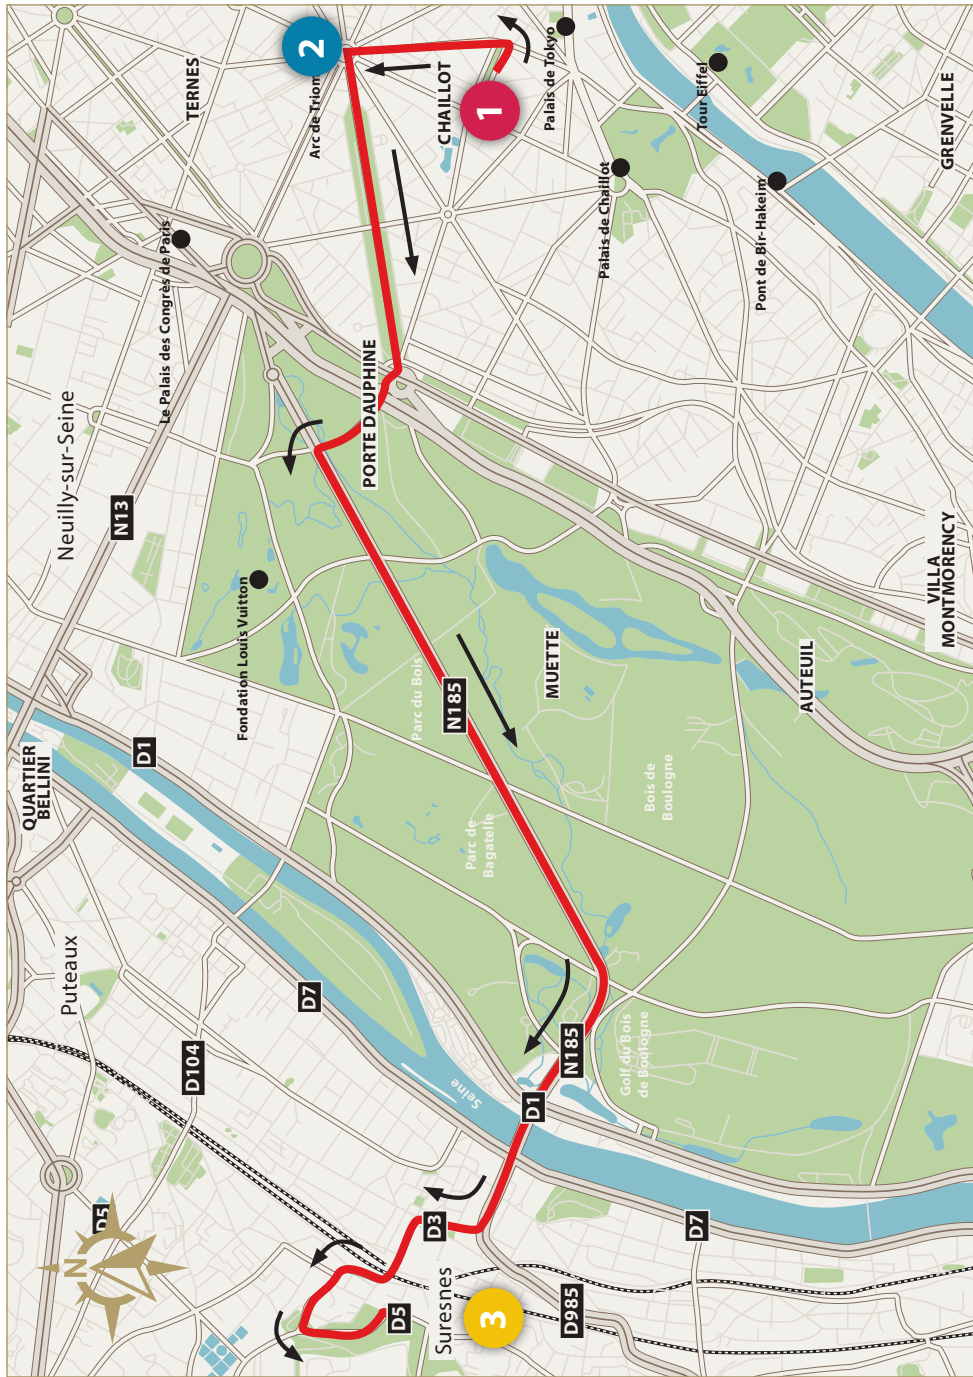 N
D5
Puteaux
QUARTIER
BELLINI
N13
Neuilly-sur-Seine
Le Palais des Congrès de Paris
TERNES
D104
D7
D1
Fondation Louis Vuitton
PORTE DAUPHINE
2
Arc de Triom
CHAILLOT
1
Palais de Tokyo
D5
Suresnes
3
D3
Seine
D1
N185
Parc de
Bagatelle
Parc du Bois
N185
MUETTE
Palais de Chaillot
Tour Eiffel
Pont de Bir-Hakeim
GRENVELLE
D985
D7
Golf du Bois
de Boulogne
Bois de
Boulogne
AUTEUIL
VILLA
MONTMORENCY